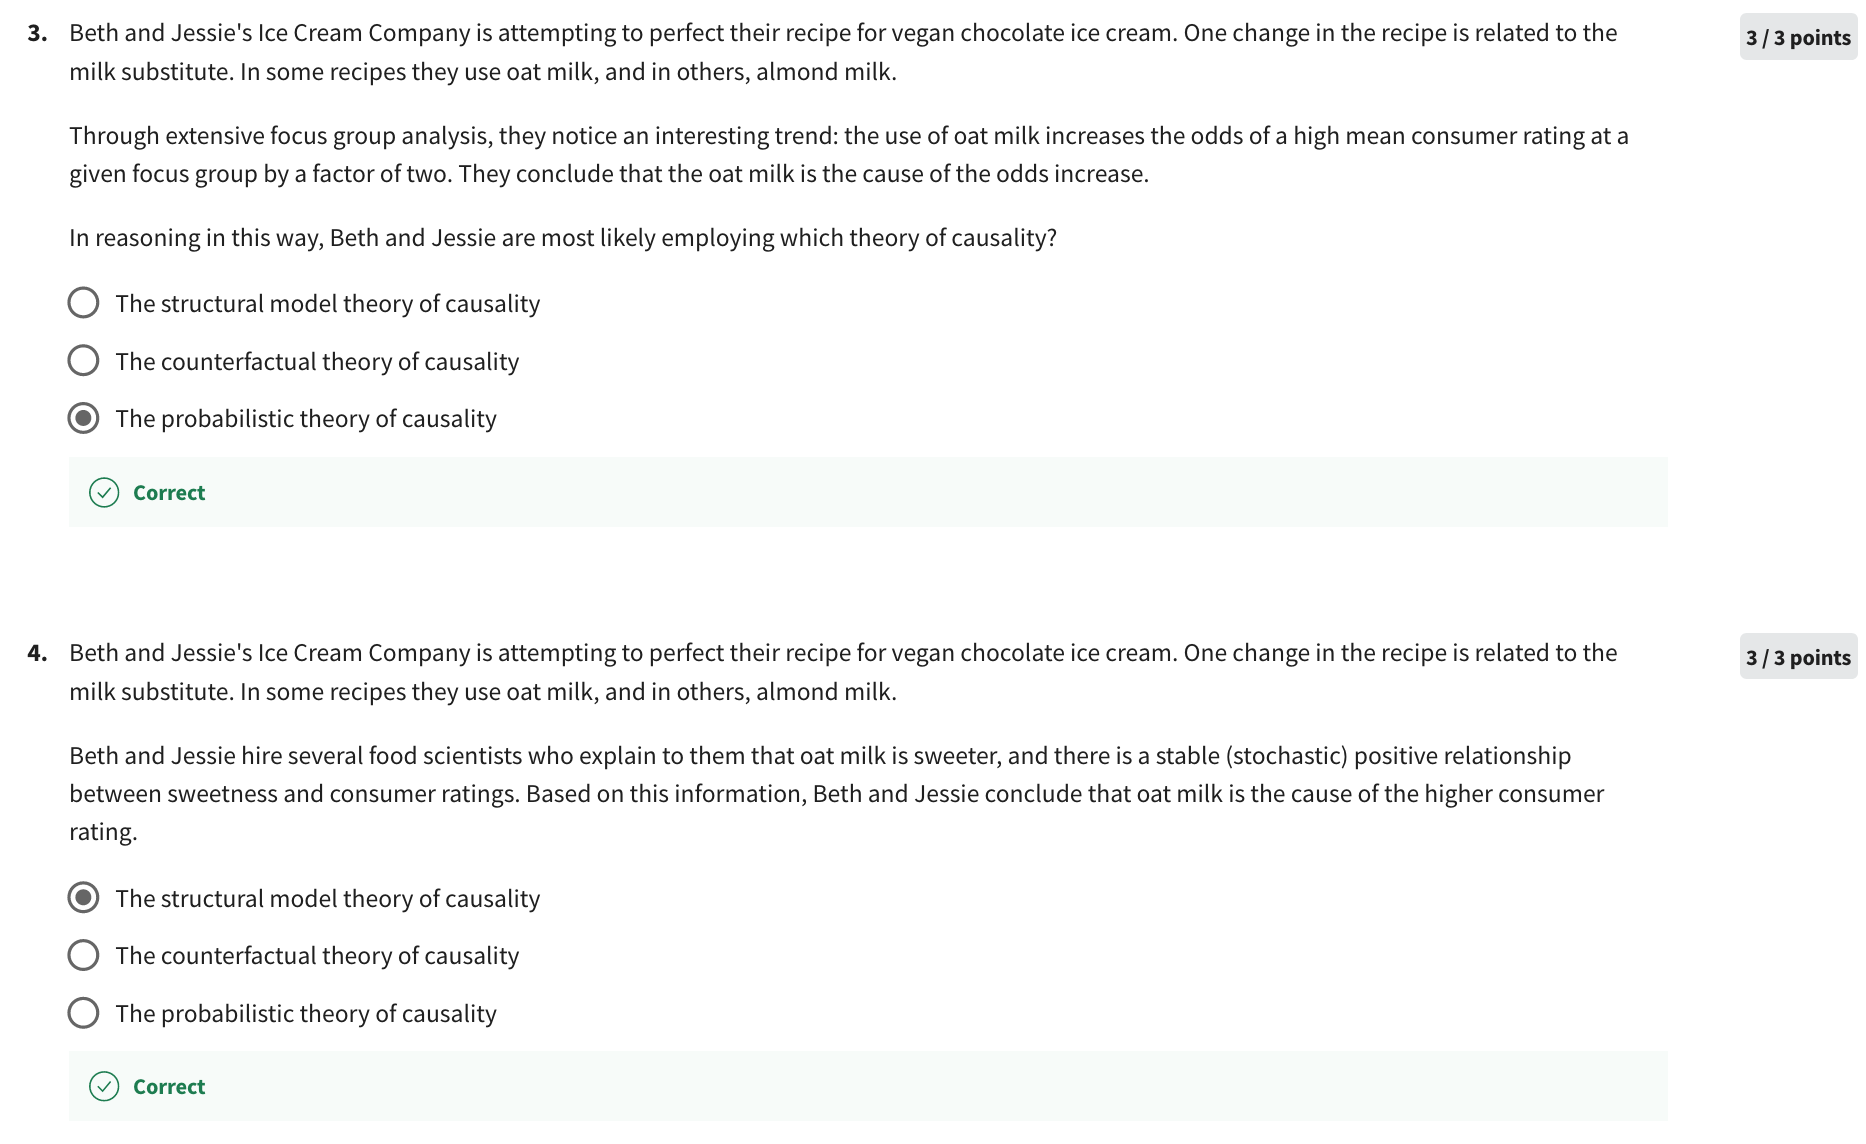 3. Beth and Jessie's Ice Cream Company is attempting to perfect their recipe for vegan chocolate ice cream. One change in the recipe is related to the
3 / 3 points
milk substitute. In some recipes they use oat milk, and in others, almond milk.
Through extensive focus group analysis, they notice an interesting trend: the use of oat milk increases the odds of a high mean consumer rating at a
given focus group by a factor of two. They conclude that the oat milk is the cause of the odds increase.
In reasoning in this way, Beth and Jessie are most likely employing which theory of causality?
The structural model theory of causality
The counterfactual theory of causality
The probabilistic theory of causality
Correct
4. Beth and Jessie's Ice Cream Company is attempting to perfect their recipe for vegan chocolate ice cream. One change in the recipe is related to the
3 / 3 points
milk substitute. In some recipes they use oat milk, and in others, almond milk.
Beth and Jessie hire several food scientists who explain to them that oat milk is sweeter, and there is a stable (stochastic) positive relationship
between sweetness and consumer ratings. Based on this information, Beth and Jessie conclude that oat milk is the cause of the higher consumer
rating.
The structural model theory of causality
The counterfactual theory of causality
The probabilistic theory of causality
Correct